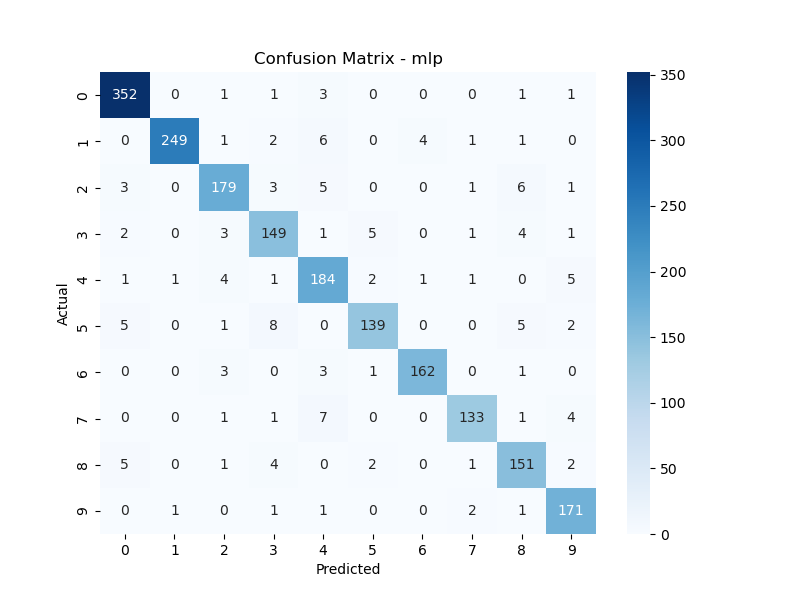 Confusion Matrix - mlp
0 352 0 1 1 3 0 0 0 1 1
1 0 249 1 2 6 0 4 1 1 0
2 3 0 179 3 5 0 0 1 6 1
3 2 0 3 149 1 5 0 1 4 1
4 1 1 4 1 184 2 1 1 0 5
5 5 0 1 8 0 139 0 0 5 2
6 0 0 3 0 3 1 162 0 1 0
7 0 0 1 1 7 0 0 133 1 4
8 5 0 1 4 0 2 0 1 151 2
9 0 1 0 1 1 0 0 2 1 171
0 1 2 3 4 5 6 7 8 9
Predicted
Actual
350
300
250
200
150
100
50
0